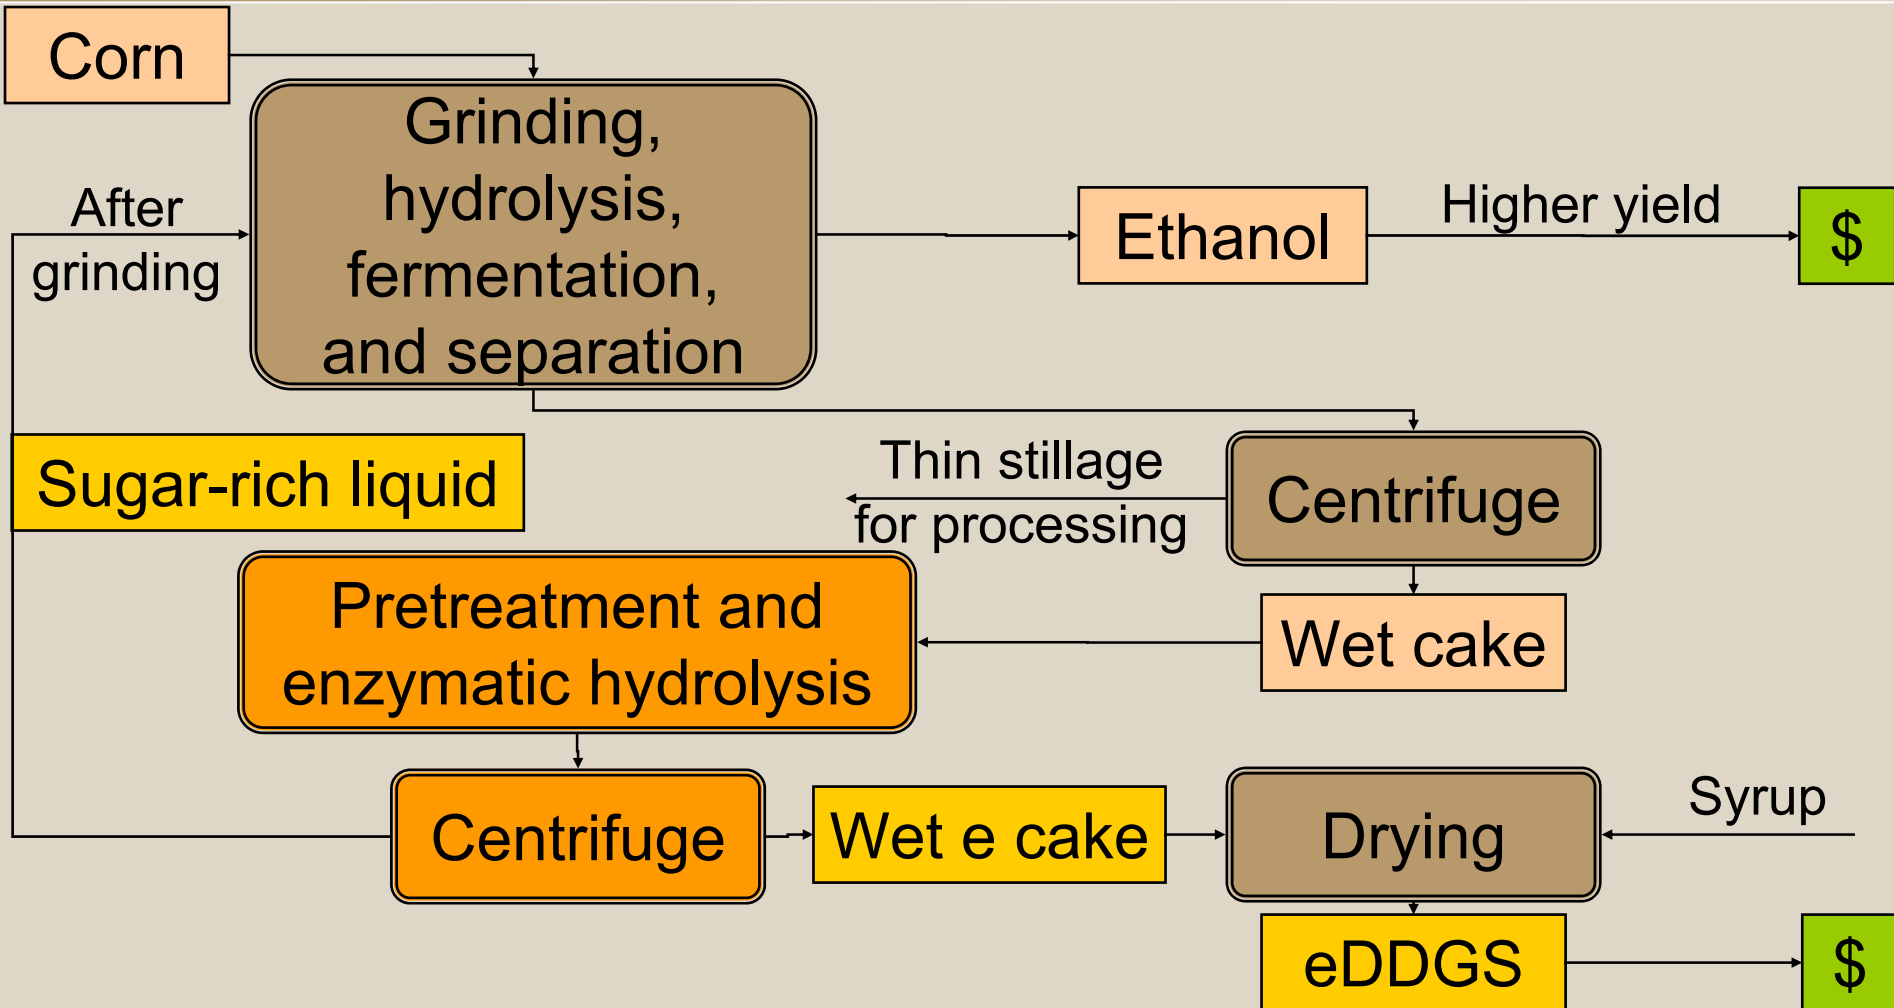 Corn
Grinding,
hydrolysis,
fermentation,
and separation
After
grinding
Ethanol
Higher yield
$
Sugar-rich liquid
Thin stillage
for processing
Centrifuge
Pretreatment and
enzymatic hydrolysis
Wet cake
Centrifuge
Wet e cake
Drying
Syrup
eDDGS
$